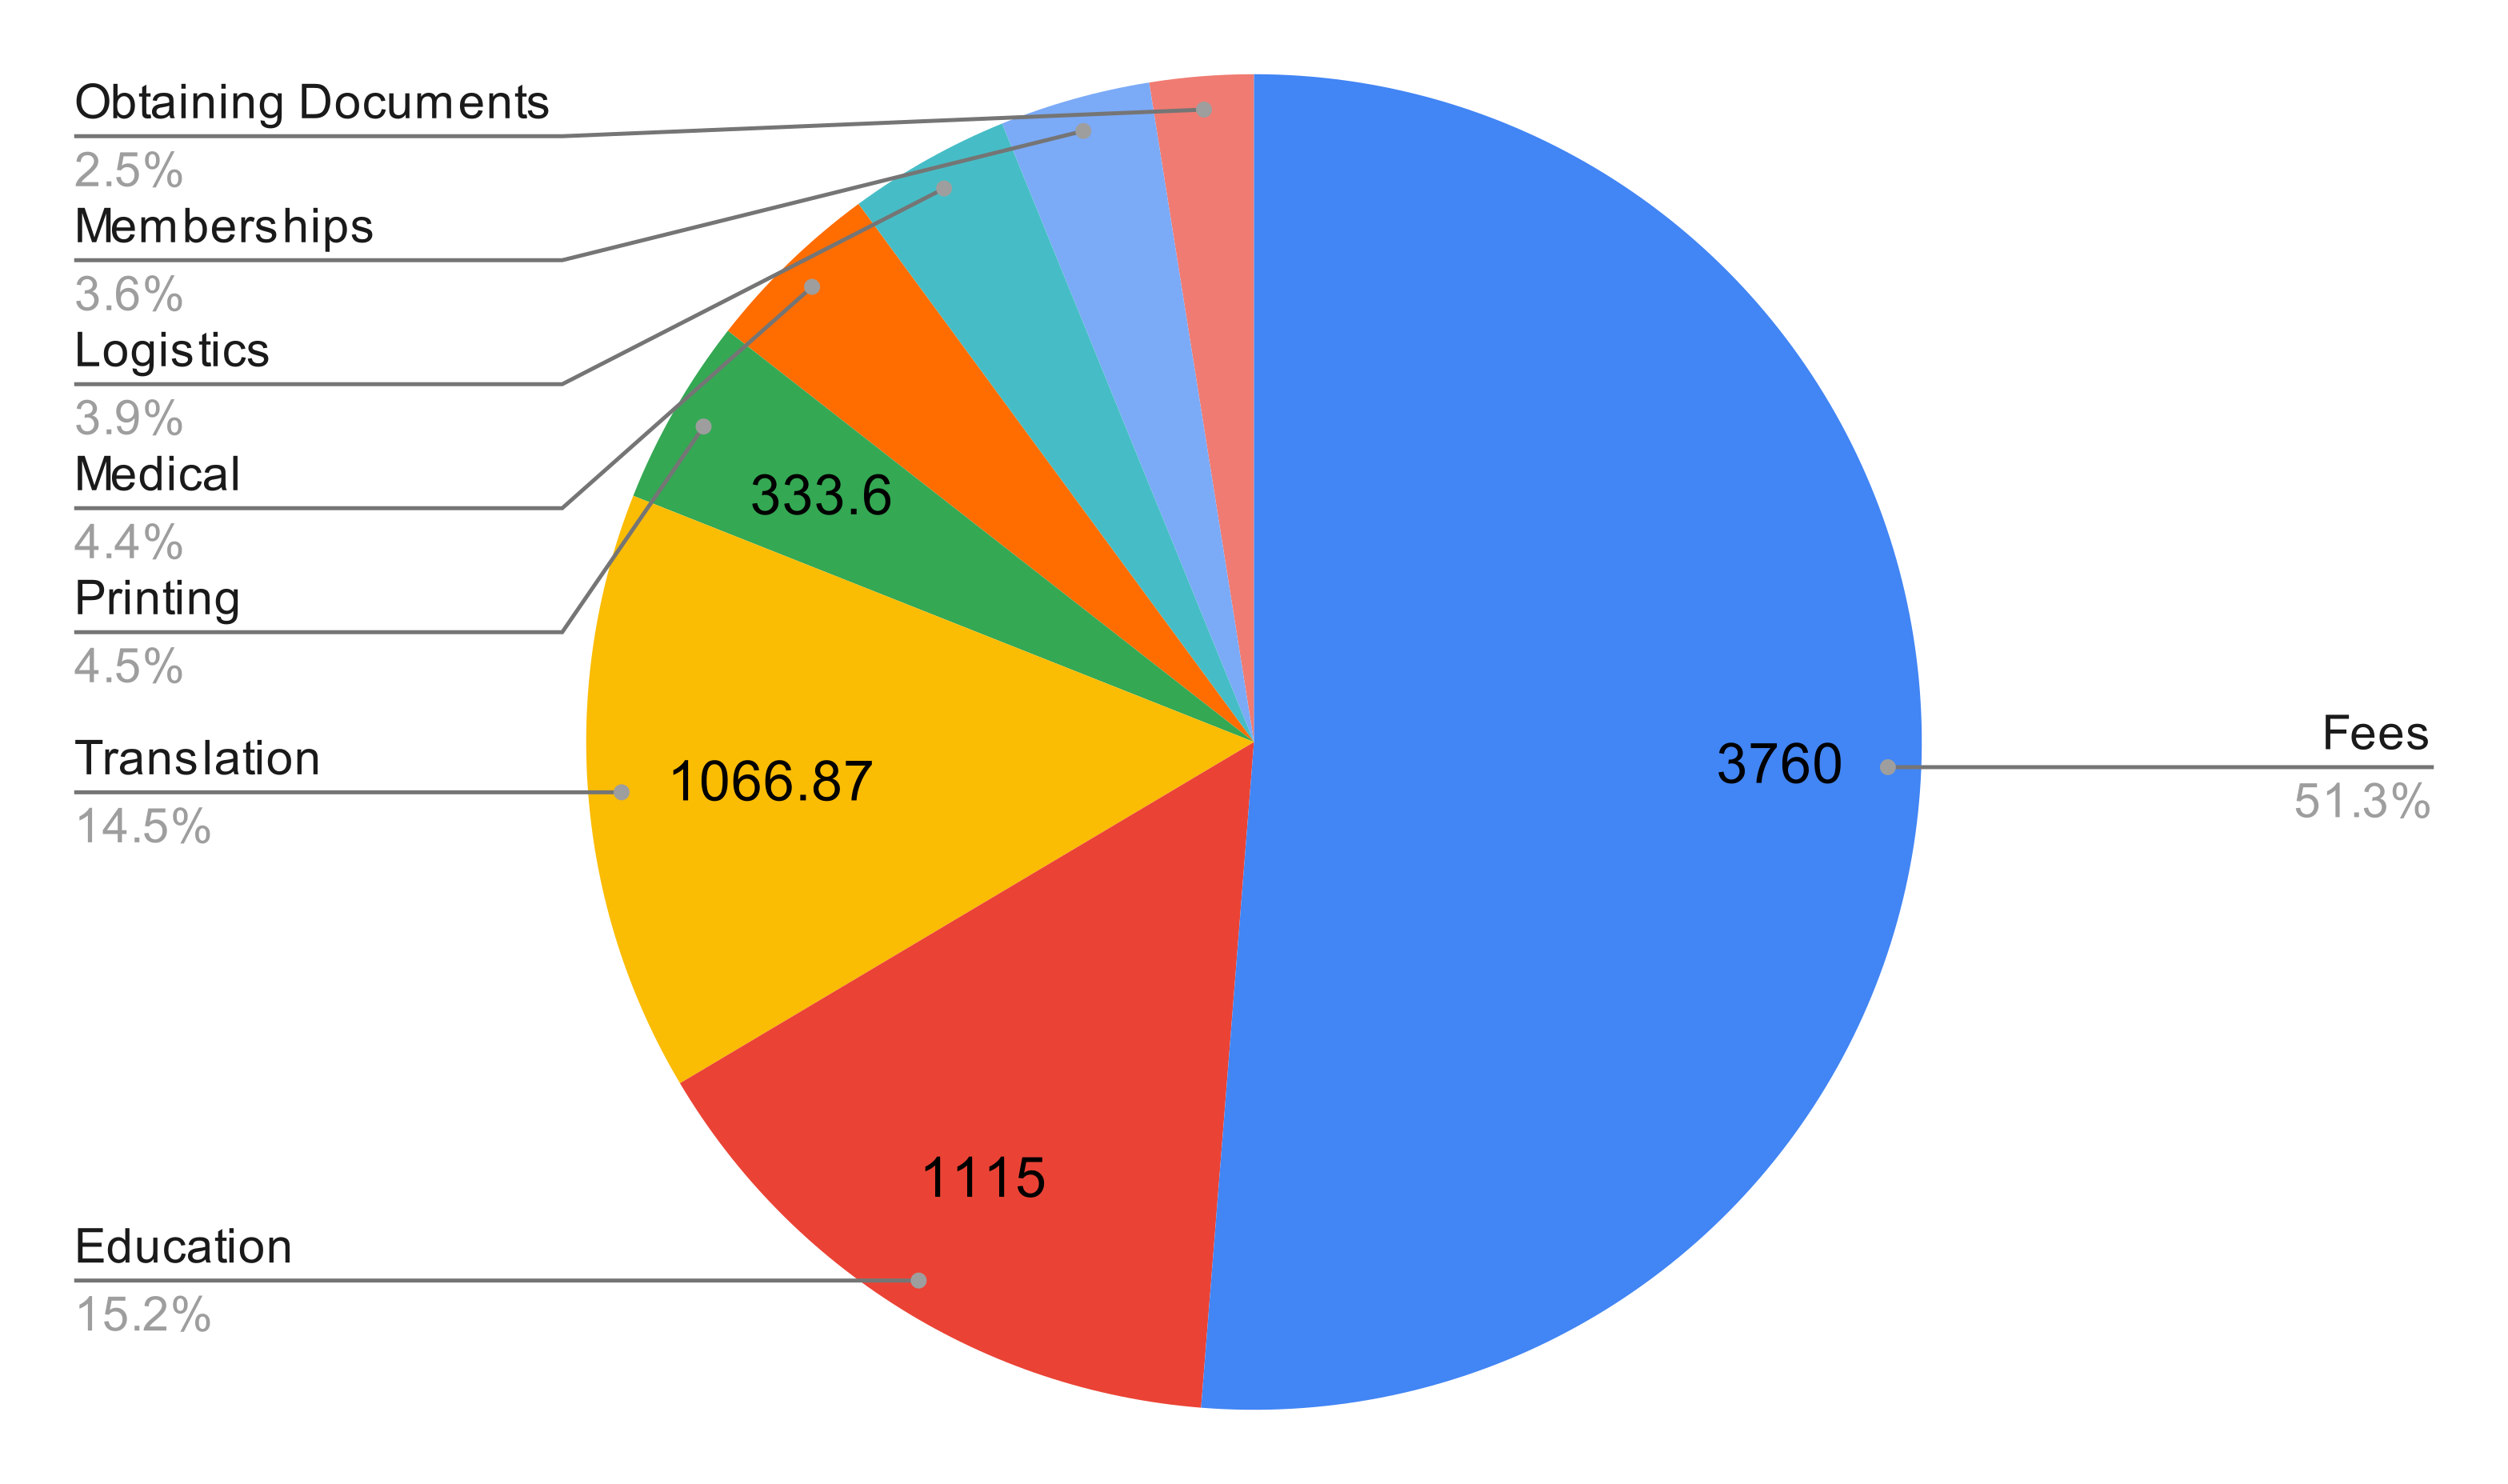 Obtaining Documents
2.5%
Memberships
3.6%
Logistics
3.9%
Medical
4.4%
Printing
4.5%
Translation
14.5%
Education
15.2%
333.6
1066.87
1115
3760
Fees
51.3%